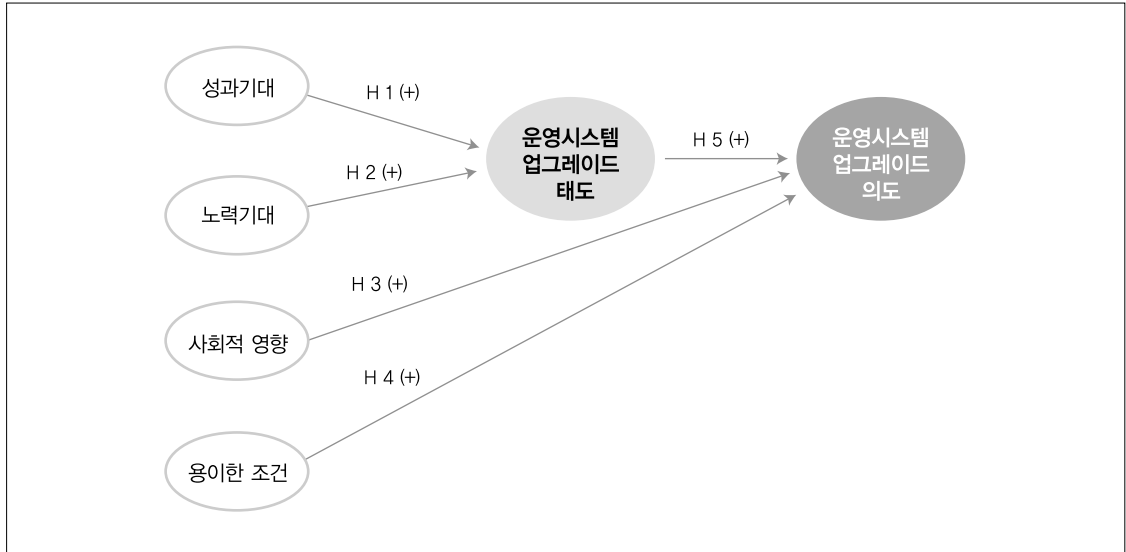 성과기대
H 1 (+)
운영시스템
업그레이드
태도
H 5 (+)
운영시스템
업그레이드
의도
H 2 (+)
노력기대
H 3 (+)
사회적 영향
H 4 (+)
용이한 조건